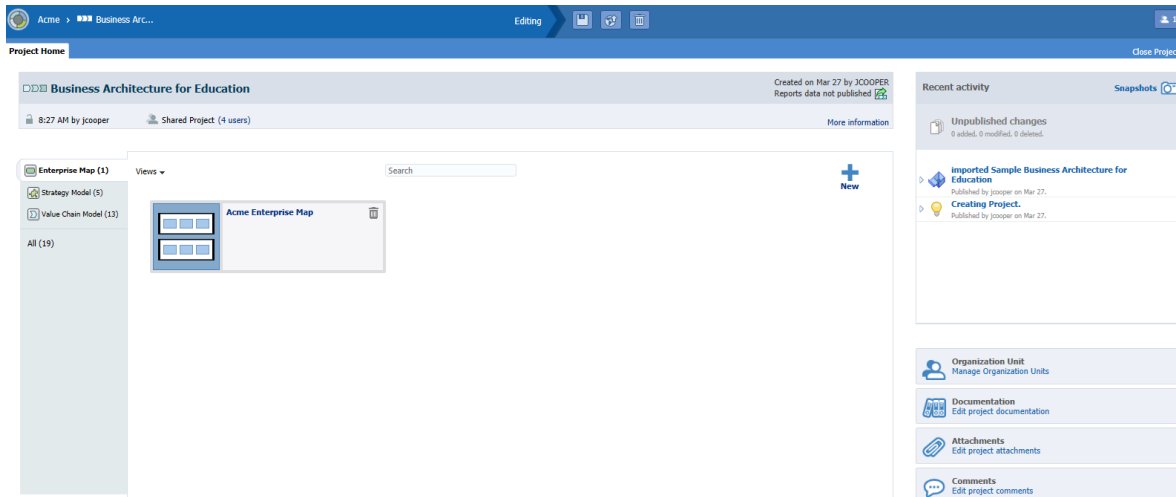 Acme > Business Arc...
Editing
Project Home
Close Projec
Business Architecture for Education
Created on Mar 27 by JCOOPER
Reports data not published
8:27 AM by jcooper
Shared Project (4 users)
More information
Enterprise Map (1)
Strategy Model (5)
Value Chain Model (13)
All (19)
Views
Search
New
Acme Enterprise Map
Recent activity
Snapshots
Unpublished changes
0 added, 0 modified, 0 deleted.
imported Sample Business Architecture for
Education
Published by jcooper on Mar 27.
Creating Project.
Published by jcooper on Mar 27.
Organization Unit
Manage Organization Units
Documentation
Edit project documentation
Attachments
Edit project attachments
Comments
Edit project comments